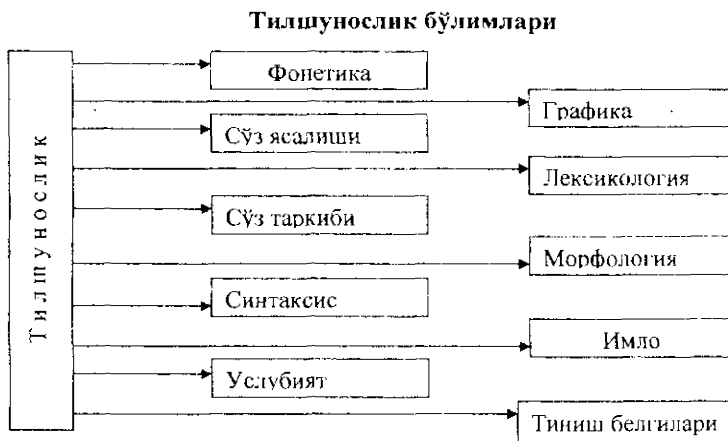 Тилшунослик бўлимлари
Тилшунослик
Фонетика
Графика
Сўз ясалиши
Лексикология
Сўз таркиби
Морфология
Синтаксис
Имло
Услубият
Тиниш белгилари